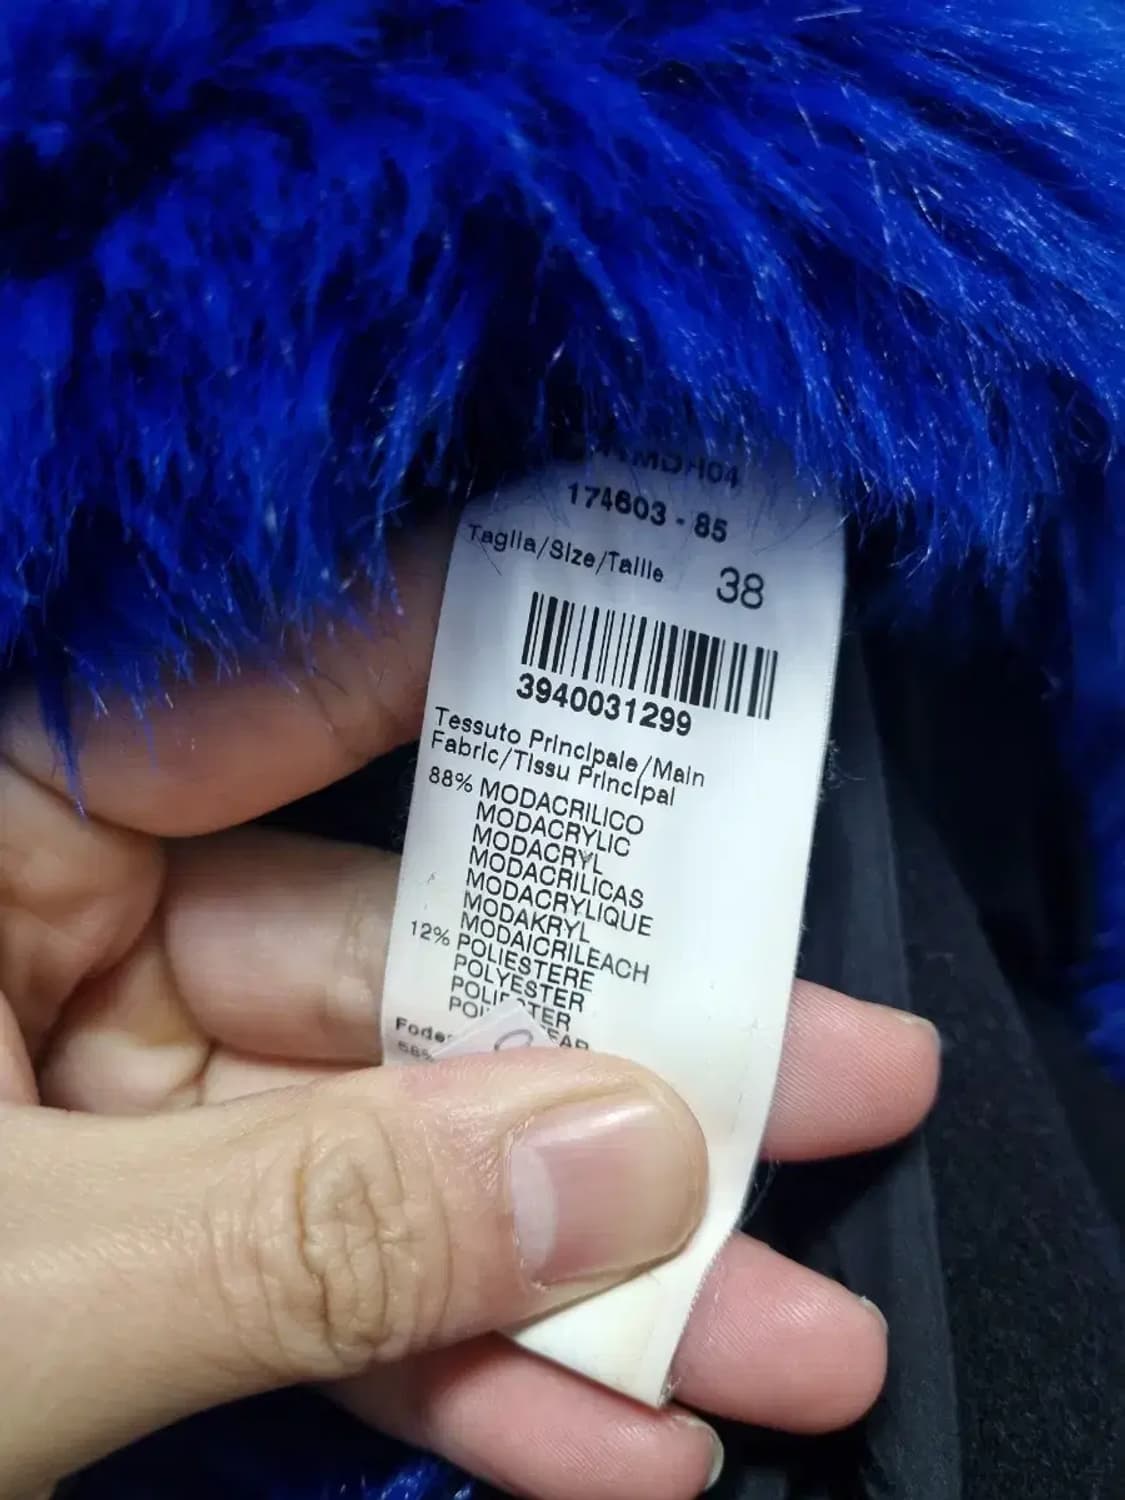 174603 - 85
Taglia/Size/Taille 38
3940031299
Tessuto Principale/Main
Fabric/Tissu Principal
88% MODACRILICO
MODACRYLIC
MODACRYL
MODACRILICAS
MODACRYLIQUE
MODAKRYL
MODAICRILEACH
12% POLIESTERE
POLYESTER